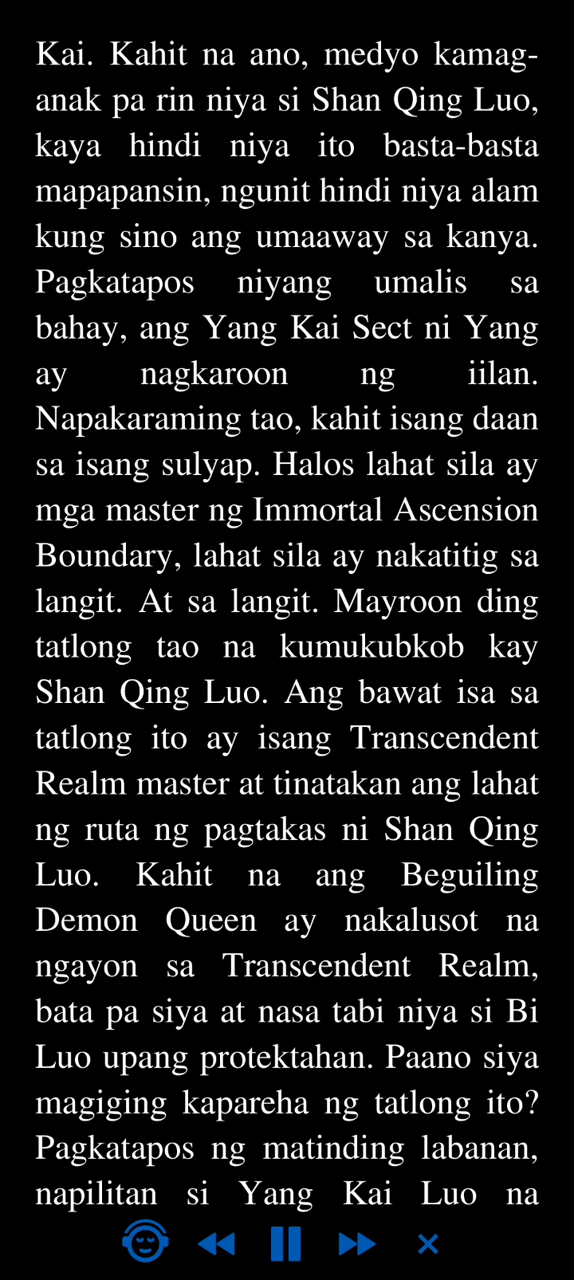 Kai. Kahit na ano, medyo kamag-
anak pa rin niya si Shan Qing Luo,
kaya hindi niya ito basta-basta
mapapansin, ngunit hindi niya alam
kung sino ang umaaway sa kanya.
Pagkatapos niyang umalis sa
bahay, ang Yang Kai Sect ni Yang
ay nagkaroon ng iilan.
Napakaraming tao, kahit isang daan
sa isang sulyap. Halos lahat sila ay
mga master ng Immortal Ascension
Boundary, lahat sila ay nakatitig sa
langit. At sa langit. Mayroon ding
tatlong tao na kumukubkob kay
Shan Qing Luo. Ang bawat isa sa
tatlong ito ay isang Transcendent
Realm master at tinatakan ang lahat
ng ruta ng pagtakas ni Shan Qing
Luo. Kahit na ang Beguiling
Demon Queen ay nakalusot na
ngayon sa Transcendent Realm,
bata pa siya at nasa tabi niya si Bi
Luo upang protektahan. Paano siya
magiging kapareha ng tatlong ito?
Pagkatapos ng matinding labanan,
napilitan si Yang Kai Luo na